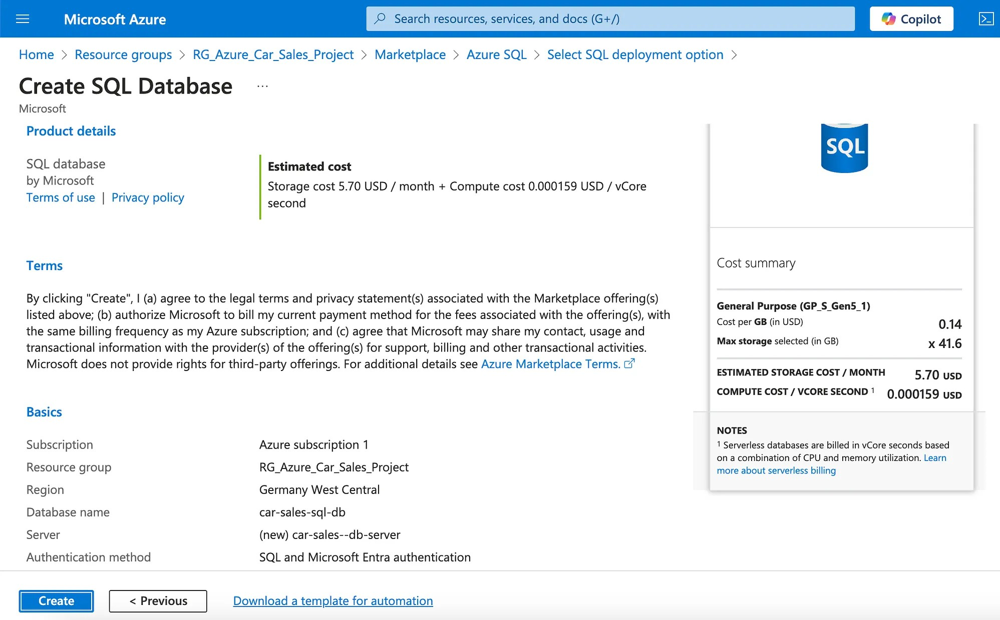 Microsoft Azure
Search resources, services, and docs (G+/)
Copilot
Home > Resource groups > RG_Azure_Car_Sales_Project > Marketplace > Azure SQL > Select SQL deployment option >
Create SQL Database ...
Microsoft
Product details
SQL database
by Microsoft
Terms of use | Privacy policy
Estimated cost
Storage cost 5.70 USD / month + Compute cost 0.000159 USD / vCore
second
Terms
By clicking "Create", I (a) agree to the legal terms and privacy statement(s) associated with the Marketplace offering(s)
listed above; (b) authorize Microsoft to bill my current payment method for the fees associated with the offering(s), with
the same billing frequency as my Azure subscription; and (c) agree that Microsoft may share my contact, usage and
transactional information with the provider(s) of the offering(s) for support, billing and other transactional activities.
Microsoft does not provide rights for third-party offerings. For additional details see Azure Marketplace Terms.
Basics
Subscription Azure subscription 1
Resource group RG_Azure_Car_Sales_Project
Region Germany West Central
Database name car-sales-sql-db
Server (new) car-sales--db-server
Authentication method SQL and Microsoft Entra authentication
SQL
Cost summary
General Purpose (GP_S_Gen5_1)
Cost per GB (in USD) 0.14
Max storage selected (in GB) x 41.6
ESTIMATED STORAGE COST / MONTH 5.70 USD
COMPUTE COST / VCORE SECOND ¹ 0.000159 USD
NOTES
¹ Serverless databases are billed in vCore seconds based
on a combination of CPU and memory utilization. Learn
more about serverless billing
Create
< Previous
Download a template for automation